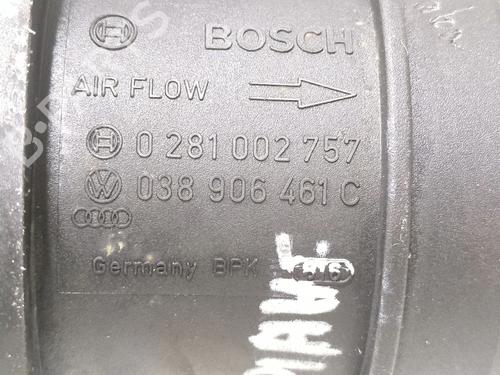 BOSCH
AIR FLOW
0 281 002 757
038 906 461 C
Germany BPK